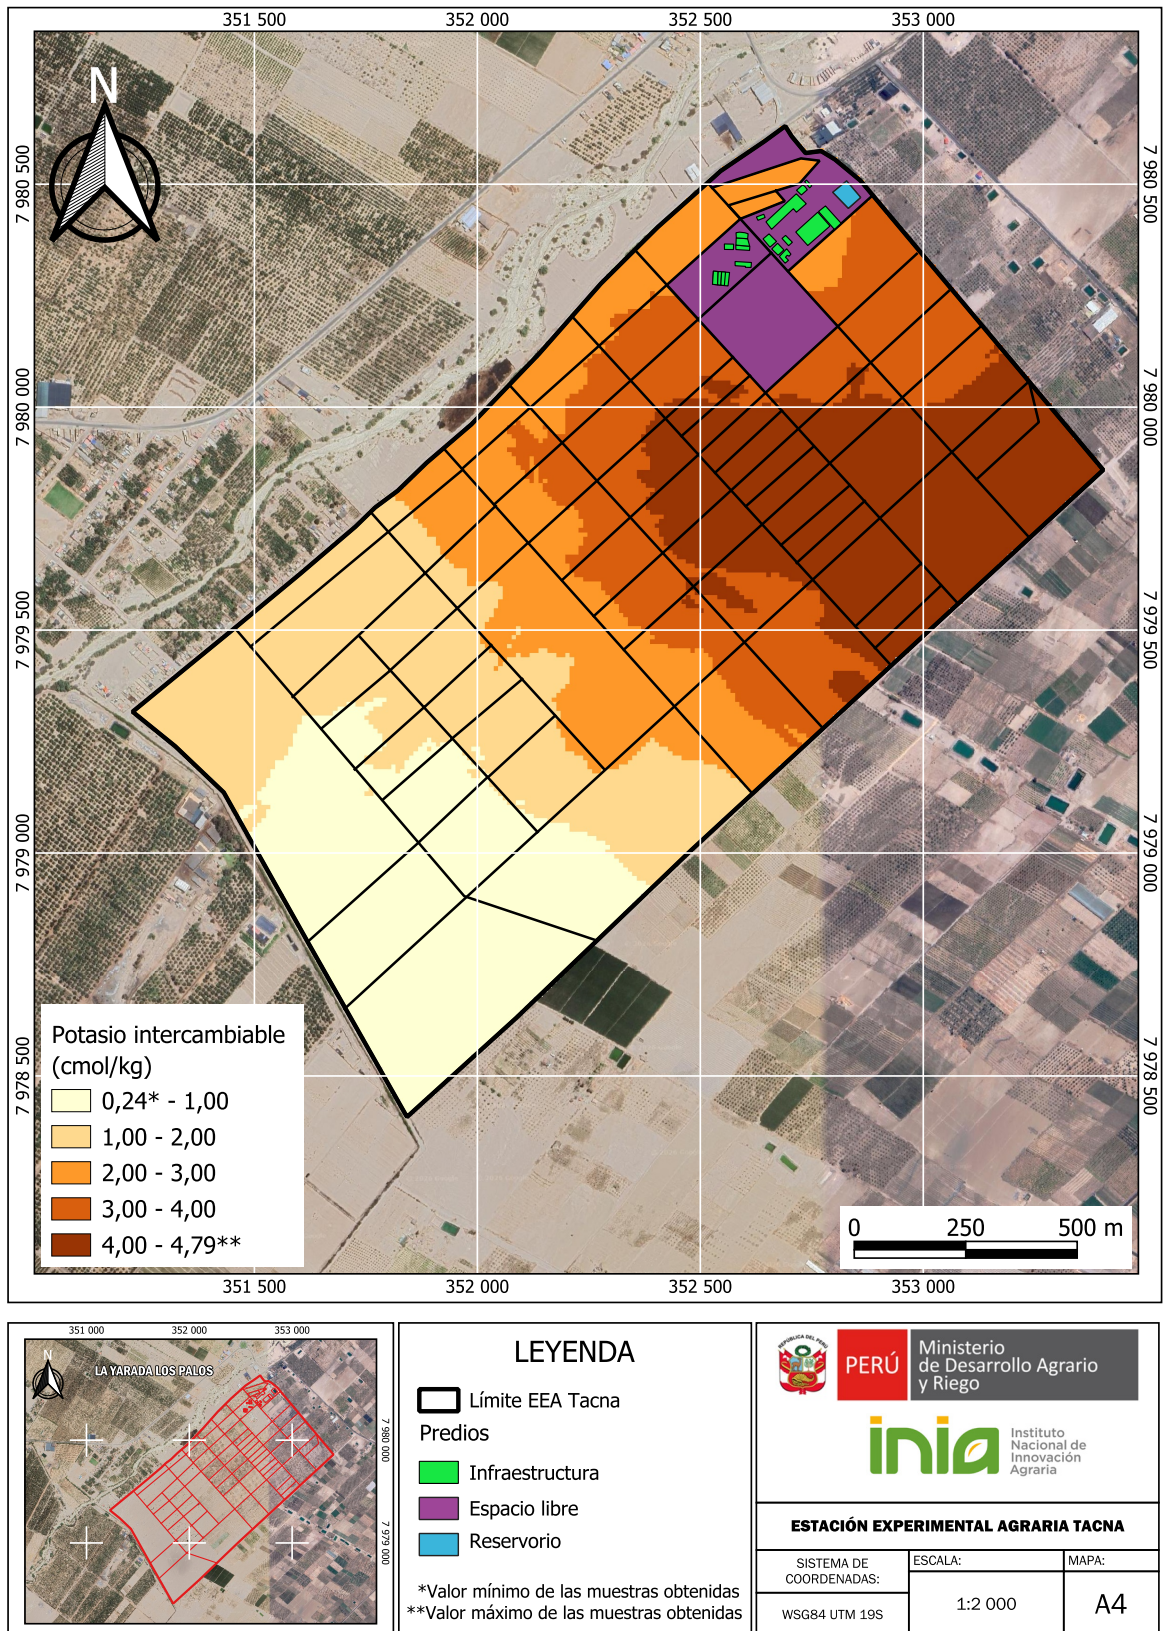 351 500
352 000
352 500
353 000
N
7 980 500
7 980 500
7 980 000
7 980 000
7 979 500
7 979 500
7 979 000
7 979 000
7 978 500
7 978 500
Potasio intercambiable
(cmol/kg)
0,24* - 1,00
1,00 - 2,00
2,00 - 3,00
3,00 - 4,00
4,00 - 4,79**
0 250 500 m
351 500
352 000
352 500
353 000
351 000
352 000
353 000
N
LA YARADA LOS PALOS
7 980 000
7 979 000
LEYENDA
Límite EEA Tacna
Predios
Infraestructura
Espacio libre
Reservorio
*Valor mínimo de las muestras obtenidas
**Valor máximo de las muestras obtenidas
REPÚBLICA DEL PERÚ
PERÚ
Ministerio
de Desarrollo Agrario
y Riego
inia
Instituto
Nacional de
Innovación
Agraria
ESTACIÓN EXPERIMENTAL AGRARIA TACNA
SISTEMA DE
COORDENADAS:
WSG84 UTM 19S
ESCALA:
1:2 000
MAPA:
A4